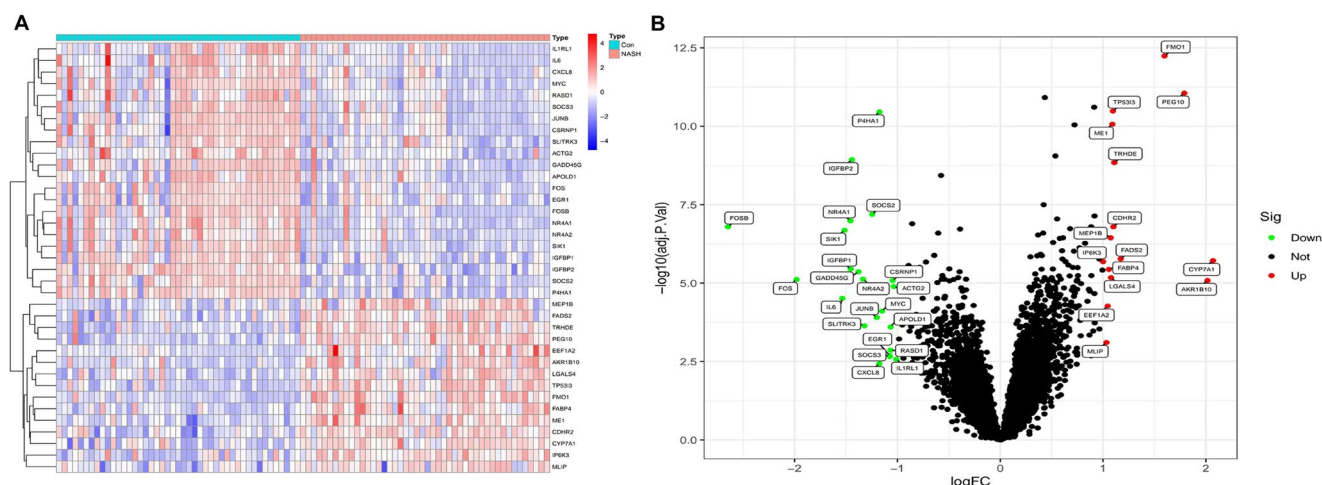 A
Type
Type
Con
NASH
4
2
0
−2
−4
IL1RL1
IL6
CXCL8
MYC
RASD1
SOCS3
JUNB
CSRNP1
SLITRK3
ACTG2
GADD45G
APOLD1
FOS
EGR1
FOSB
NR4A1
NR4A2
SIK1
IGFBP1
IGFBP2
SOCS2
P4HA1
MEP1B
FADS2
TRHDE
PEG10
EEF1A2
AKR1B10
LGALS4
TP53I3
FMO1
FABP4
ME1
CDHR2
CYP7A1
IP6K3
MLIP
B
−log10(adj.P.Val)
12.5
10.0
7.5
5.0
2.5
0.0
−2
−1
0
1
2
logFC
FMO1
PEG10
TP53I3
P4HA1
ME1
TRHDE
IGFBP2
SOCS2
NR4A1
FOSB
CDHR2
SIK1
MEP1B
IP6K3
FADS2
IGFBP1
CSRNP1
FABP4
CYP7A1
GADD45G
FOS
NR4A2
ACTG2
LGALS4
AKR1B10
IL6
JUNB
MYC
EEF1A2
SLITRK3
APOLD1
EGR1
RASD1
MLIP
SOCS3
CXCL8
IL1RL1
Sig
Down
Not
Up